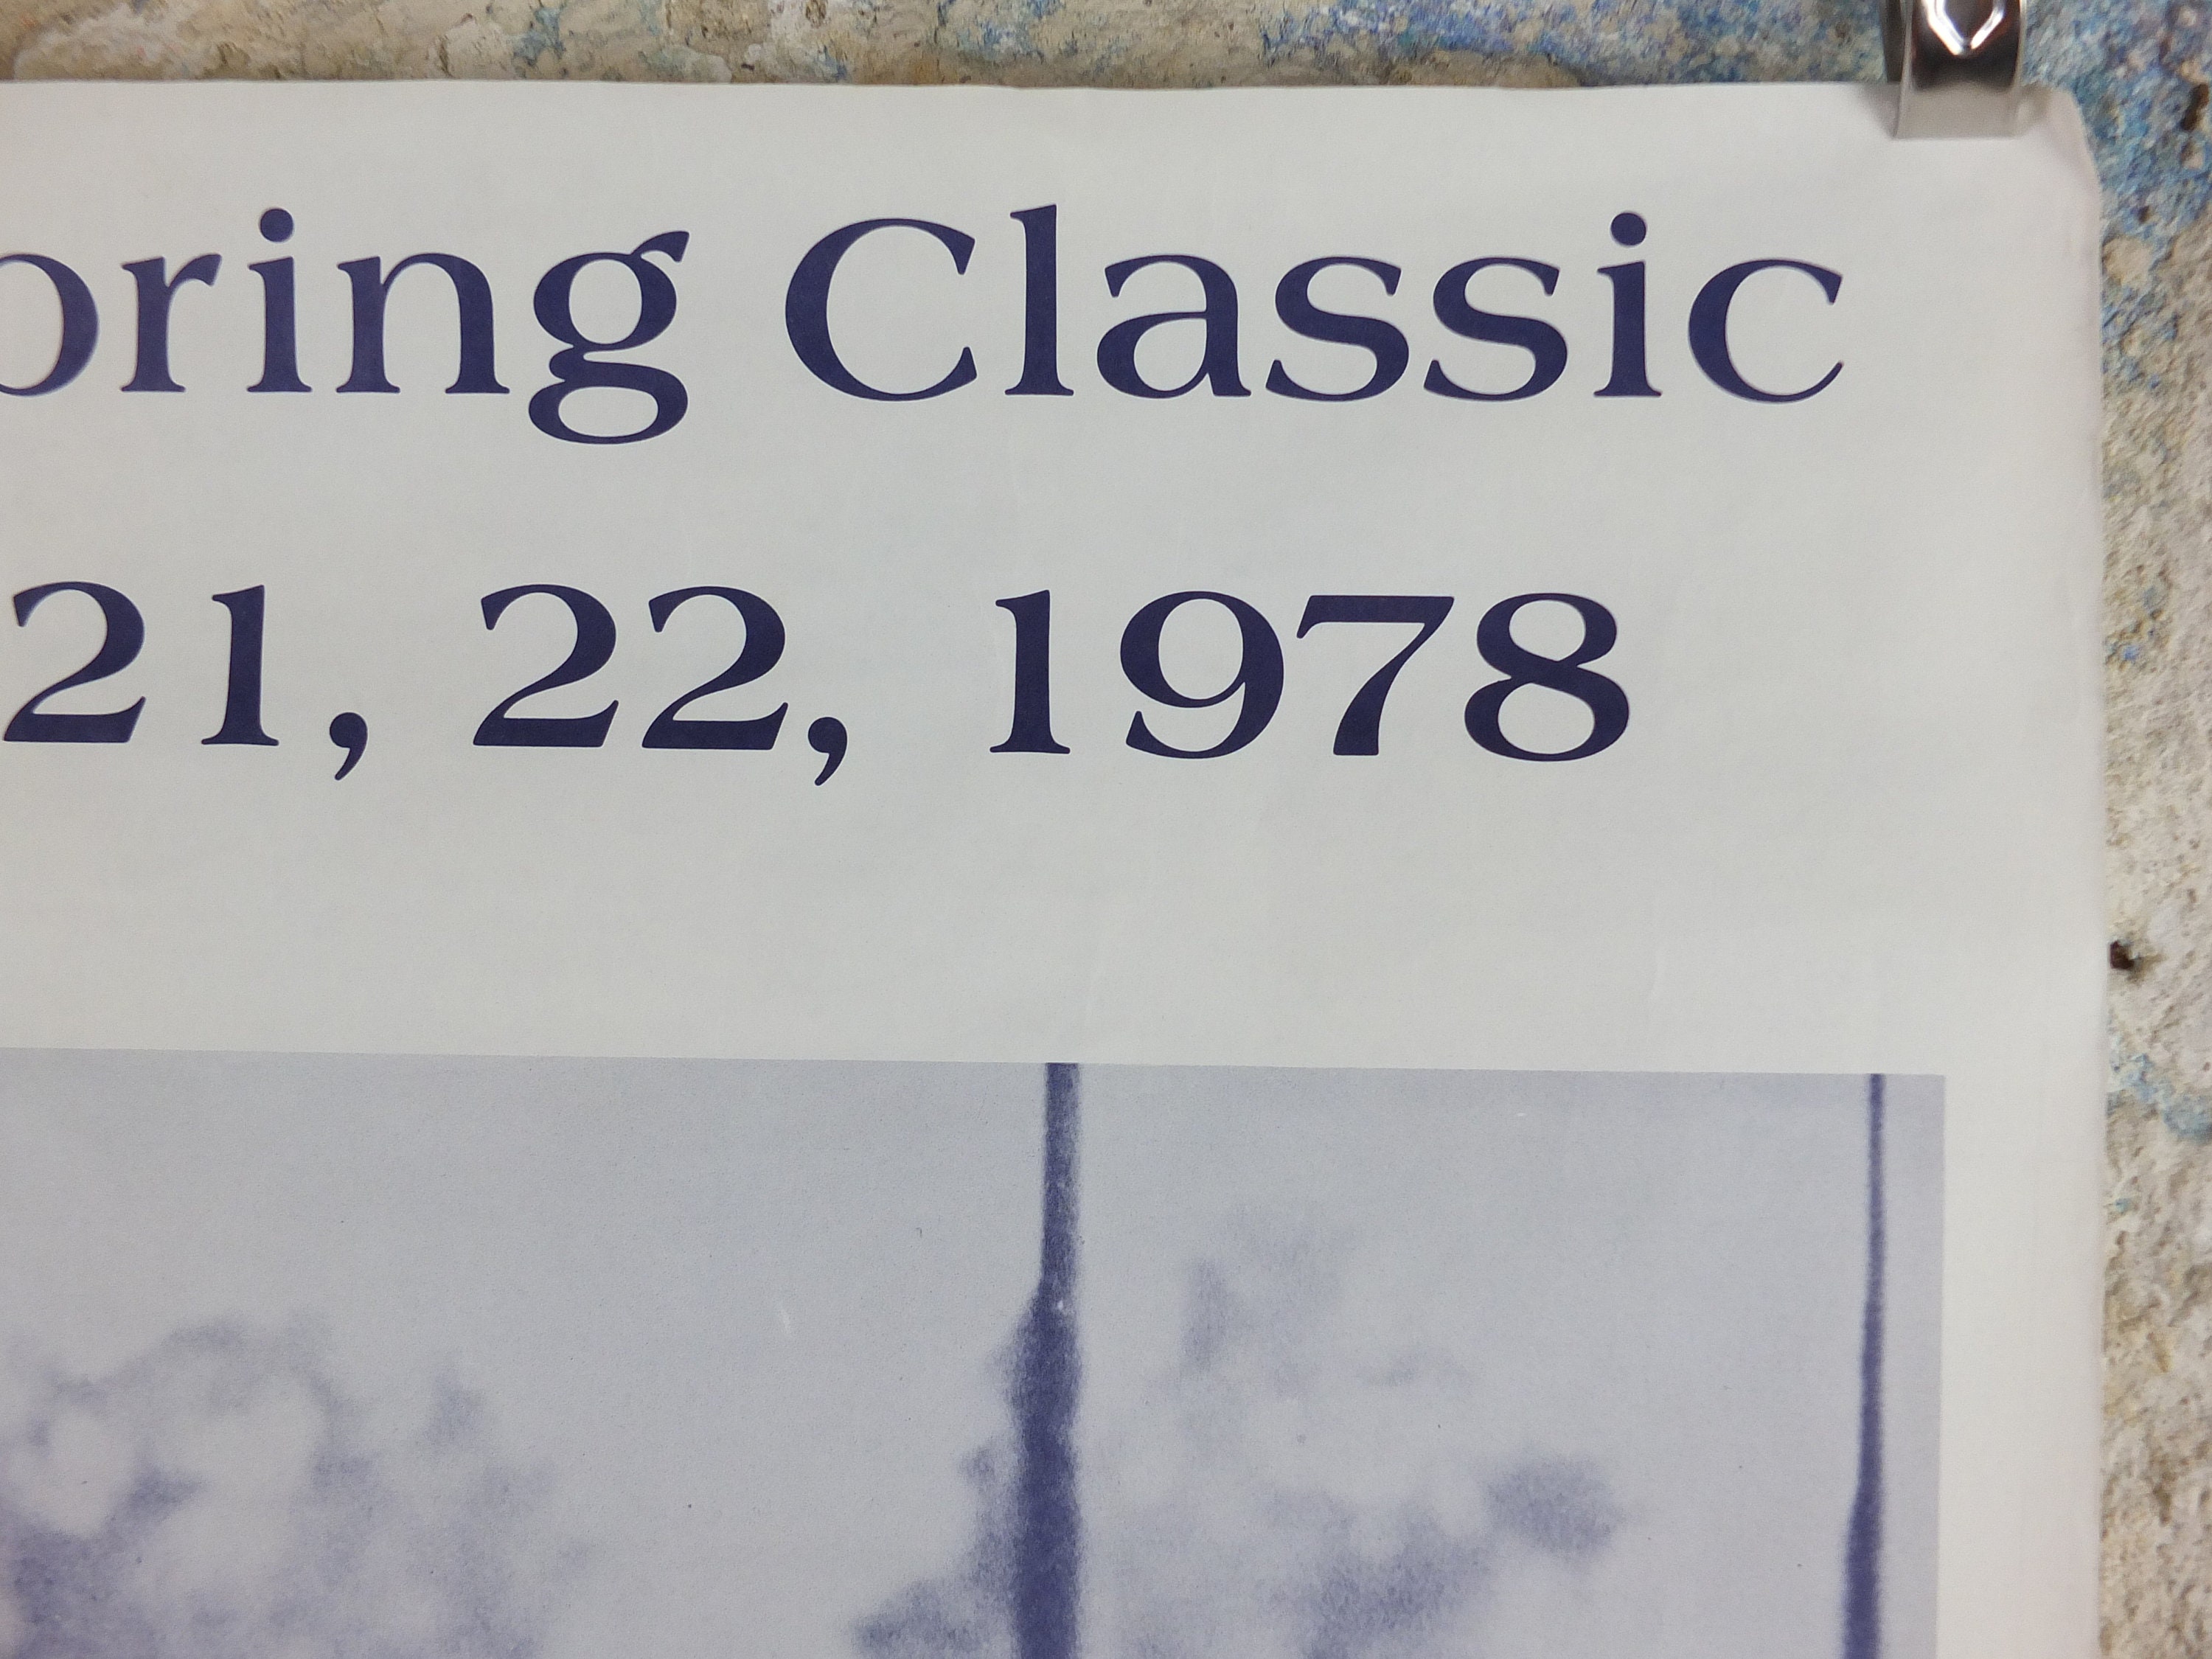 pring Classic
21, 22, 1978